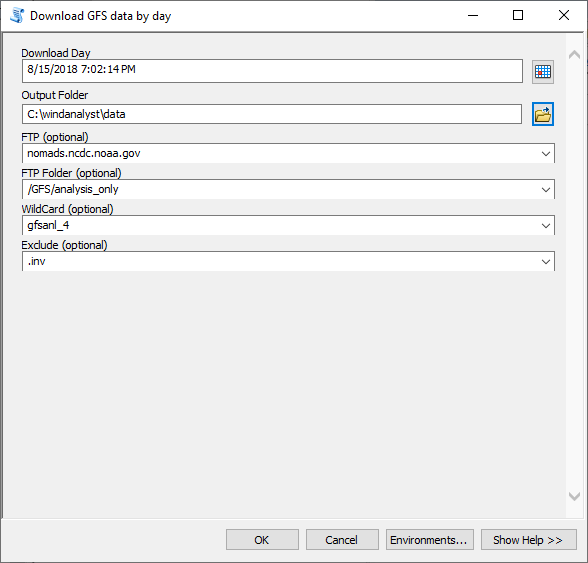 Download GFS data by day
Download Day
8/15/2018 7:02:14 PM
Output Folder
C:\windanalyst\data
FTP (optional)
nomads.ncdc.noaa.gov
FTP Folder (optional)
/GFS/analysis_only
WildCard (optional)
gfsanl_4
Exclude (optional)
.inv
OK Cancel Environments... Show Help >>